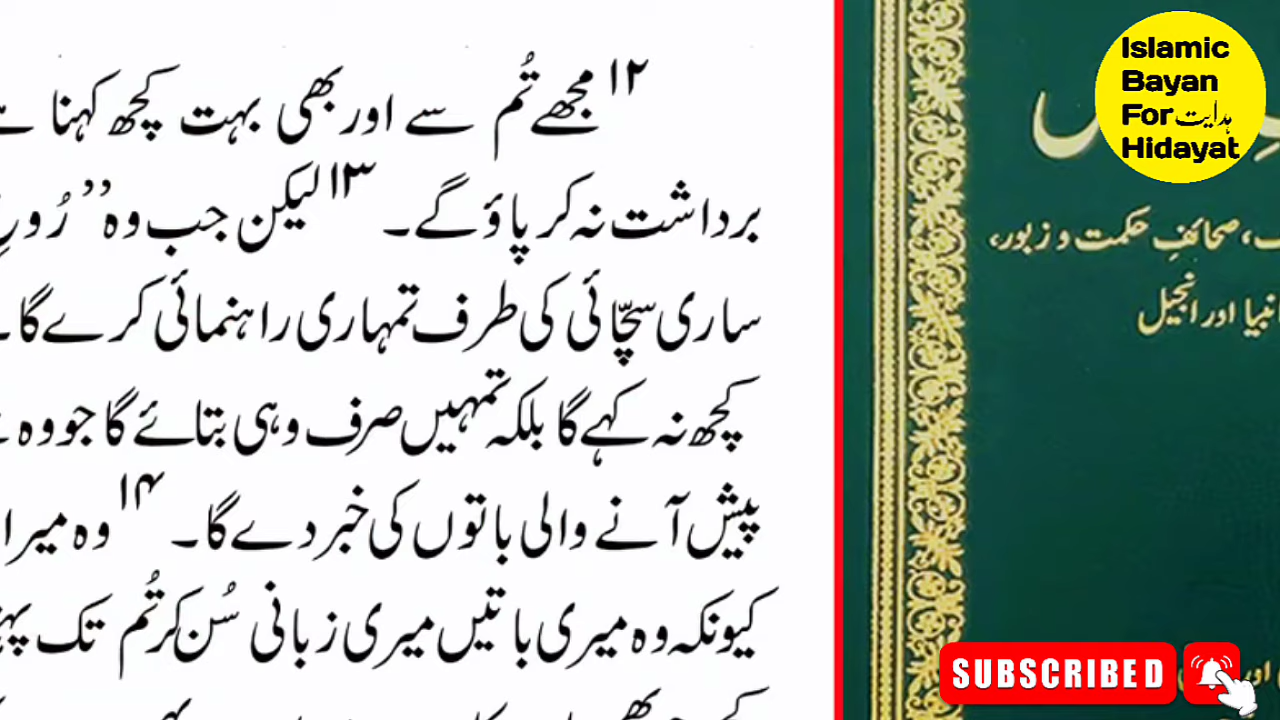 ۱۲ مجھے تُم سے اور بھی بہت کچھ کہنا
برداشت نہ کر پاؤ گے۔ ۱۳ لیکن جب وہ ”رُوحِ
ساری سچّائی کی طرف تمہاری راہنمائی کرے گا۔
کچھ نہ کہے گا بلکہ تمہیں صرف وہی بتائے گا جو وہ
پیش آنے والی باتوں کی خبر دے گا۔ ۱۴ وہ میرا
کیونکہ وہ میری باتیں میری زبانی سُن کر تُم تک
Islamic
Bayan
For ہدایت
Hidayat
صحائفِ حکمت و زبور،
انبیا اور انجیل
SUBSCRIBED